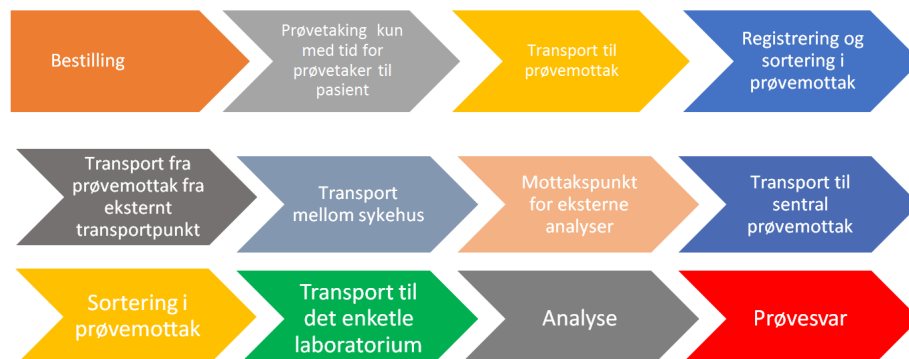 Bestilling
Prøvetaking kun
med tid for
prøvetaker til
pasient
Transport til
prøvemottak
Registrering og
sortering i
prøvemottak
Transport fra
prøvemottak fra
eksternt
transportpunkt
Transport
mellom sykehus
Mottakspunkt
for eksterne
analyser
Transport til
sentral
prøvemottak
Sortering i
prøvemottak
Transport til
det enketle
laboratorium
Analyse
Prøvesvar